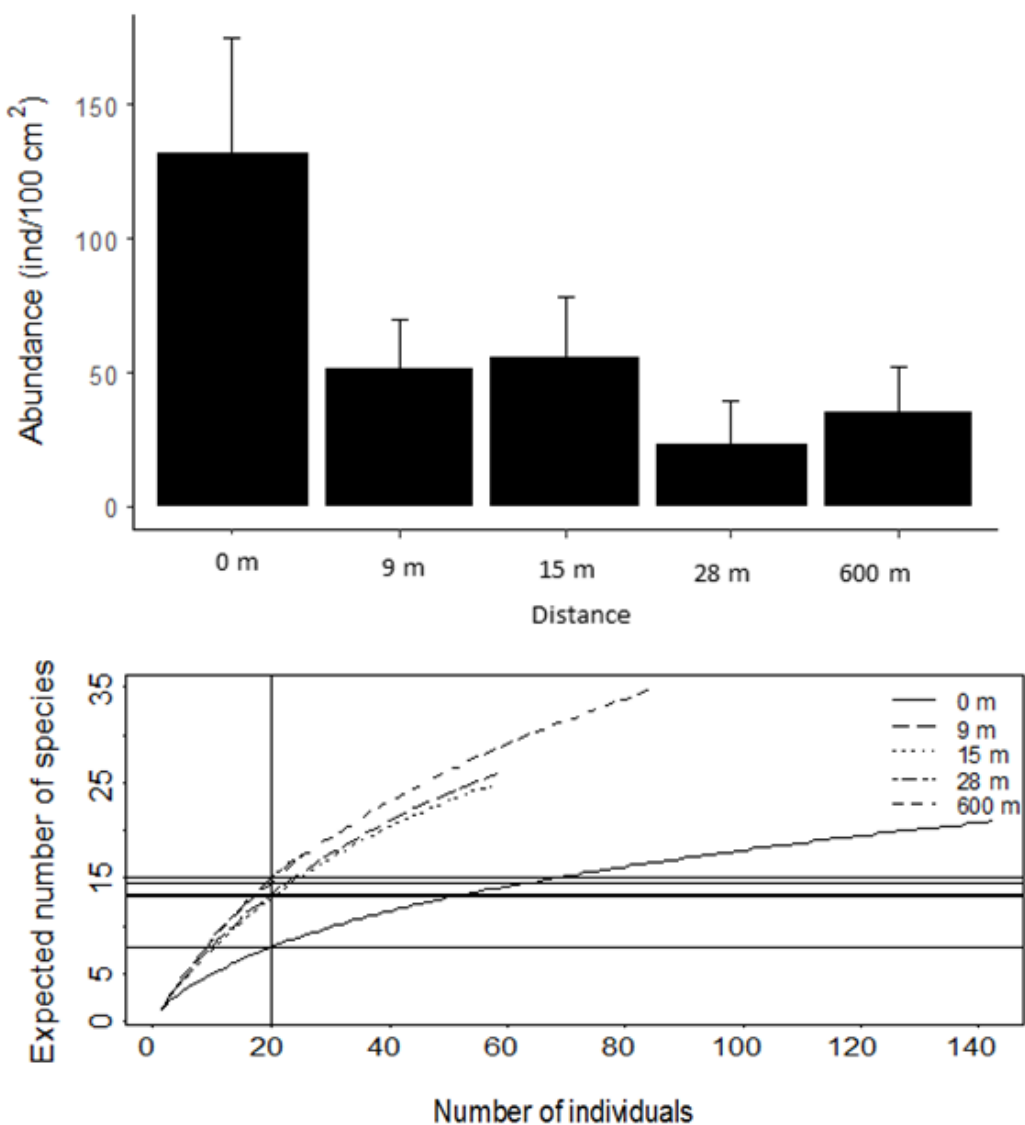 Abundance (ind/100 cm²)
150
100
50
0
0 m
9 m
15 m
28 m
600 m
Distance
Expected number of species
35
25
15
5
0
0 m
9 m
15 m
28 m
600 m
0
20
40
60
80
100
120
140
Number of individuals